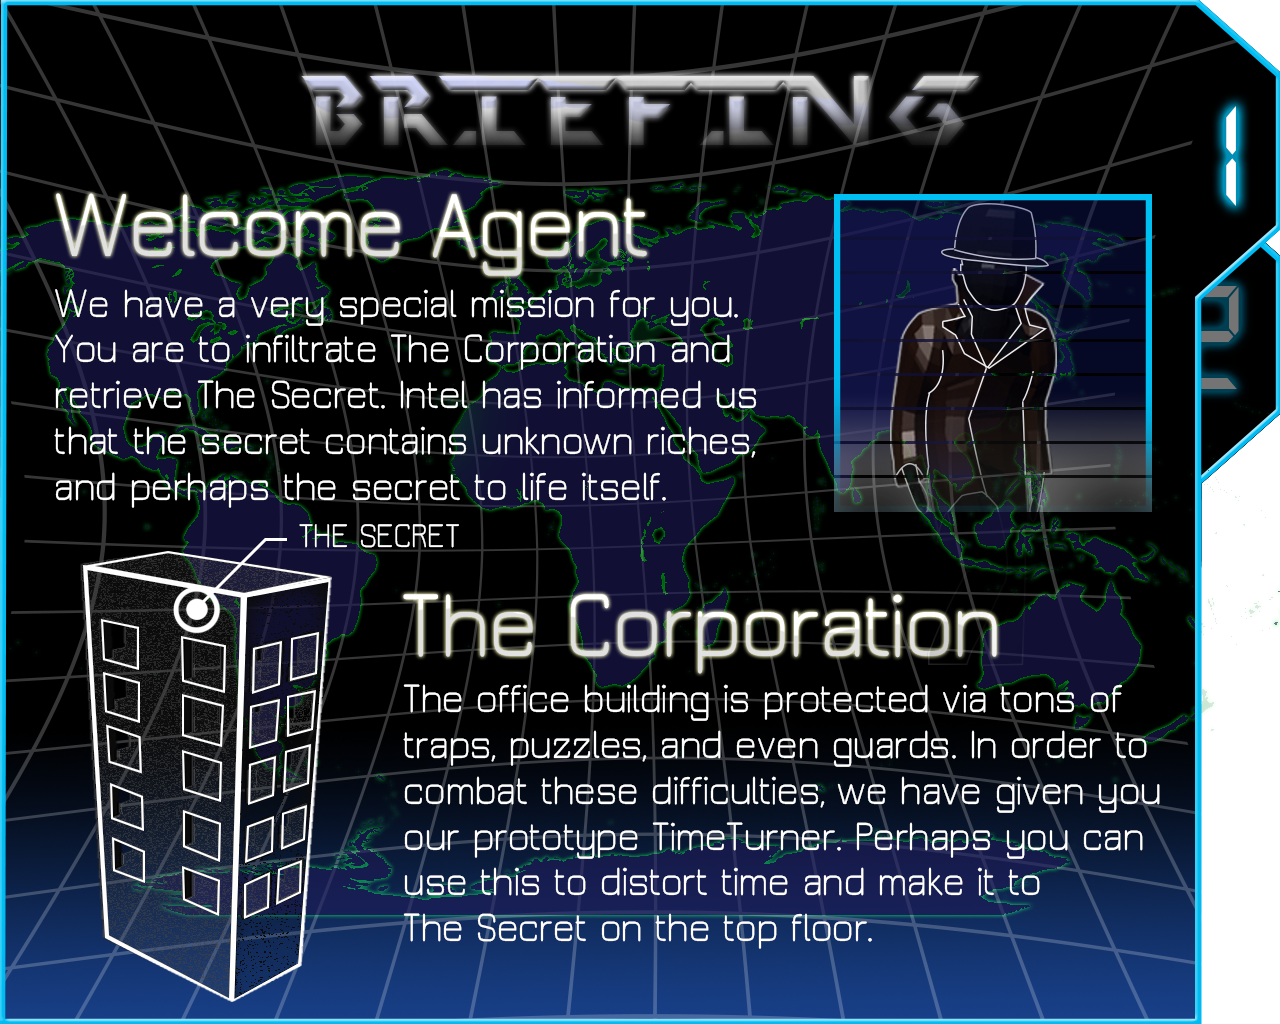 BRIEFING
1
2
Welcome Agent
We have a very special mission for you.
You are to infiltrate The Corporation and
retrieve The Secret. Intel has informed us
that the secret contains unknown riches,
and perhaps the secret to life itself.
THE SECRET
The Corporation
The office building is protected via tons of
traps, puzzles, and even guards. In order to
combat these difficulties, we have given you
our prototype TimeTurner. Perhaps you can
use this to distort time and make it to
The Secret on the top floor.